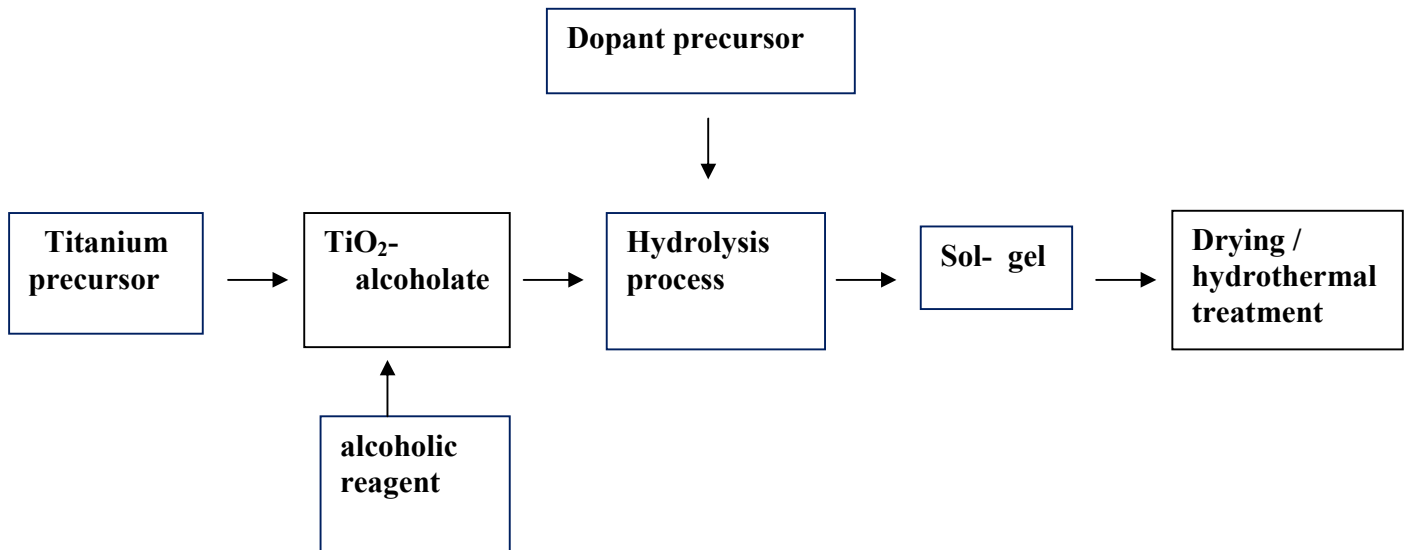 Dopant precursor
Titanium
precursor
TiO₂-
alcoholate
Hydrolysis
process
Sol- gel
Drying /
hydrothermal
treatment
alcoholic
reagent